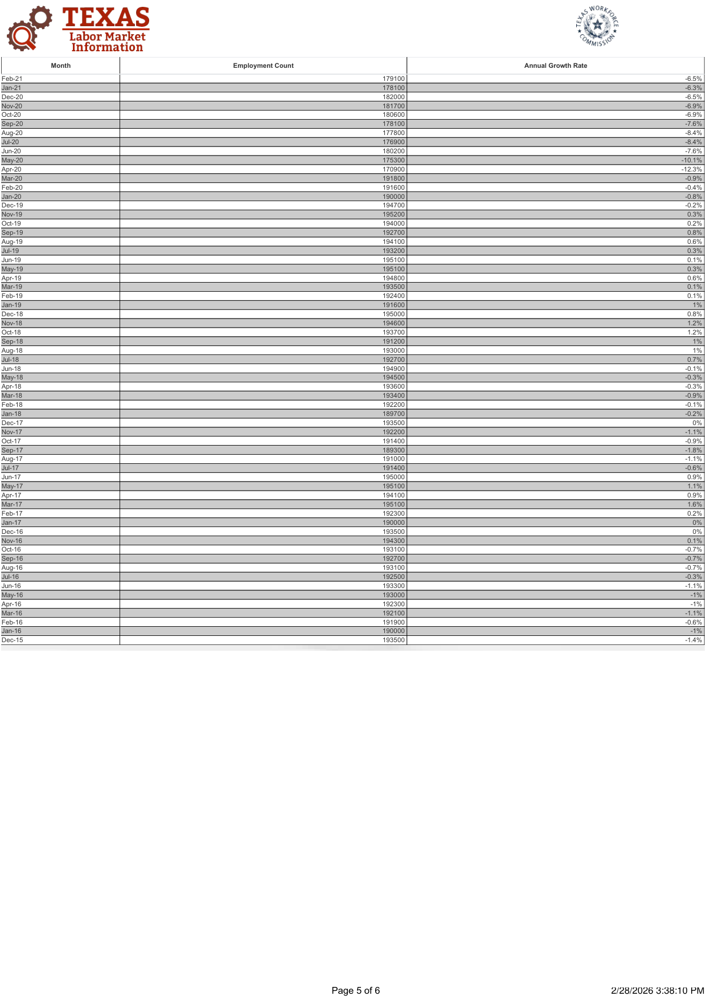 TEXAS
Labor Market
Information
TEXAS WORKFORCE COMMISSION
Month Employment Count Annual Growth Rate
Feb-21 179100 -6.5%
Jan-21 178100 -6.3%
Dec-20 182000 -6.5%
Nov-20 181700 -6.9%
Oct-20 180600 -6.9%
Sep-20 178100 -7.6%
Aug-20 177800 -8.4%
Jul-20 176900 -8.4%
Jun-20 180200 -7.6%
May-20 175300 -10.1%
Apr-20 170900 -12.3%
Mar-20 191800 -0.9%
Feb-20 191600 -0.4%
Jan-20 190000 -0.8%
Dec-19 194700 -0.2%
Nov-19 195200 0.3%
Oct-19 194000 0.2%
Sep-19 192700 0.8%
Aug-19 194100 0.6%
Jul-19 193200 0.3%
Jun-19 195100 0.1%
May-19 195100 0.3%
Apr-19 194800 0.6%
Mar-19 193500 0.1%
Feb-19 192400 0.1%
Jan-19 191600 1%
Dec-18 195000 0.8%
Nov-18 194600 1.2%
Oct-18 193700 1.2%
Sep-18 191200 1%
Aug-18 193000 1%
Jul-18 192700 0.7%
Jun-18 194900 -0.1%
May-18 194500 -0.3%
Apr-18 193600 -0.3%
Mar-18 193400 -0.9%
Feb-18 192200 -0.1%
Jan-18 189700 -0.2%
Dec-17 193500 0%
Nov-17 192200 -1.1%
Oct-17 191400 -0.9%
Sep-17 189300 -1.8%
Aug-17 191000 -1.1%
Jul-17 191400 -0.6%
Jun-17 195000 0.9%
May-17 195100 1.1%
Apr-17 194100 0.9%
Mar-17 195100 1.6%
Feb-17 192300 0.2%
Jan-17 190000 0%
Dec-16 193500 0%
Nov-16 194300 0.1%
Oct-16 193100 -0.7%
Sep-16 192700 -0.7%
Aug-16 193100 -0.7%
Jul-16 192500 -0.3%
Jun-16 193300 -1.1%
May-16 193000 -1%
Apr-16 192300 -1%
Mar-16 192100 -1.1%
Feb-16 191900 -0.6%
Jan-16 190000 -1%
Dec-15 193500 -1.4%
Page 5 of 6 2/28/2026 3:38:10 PM